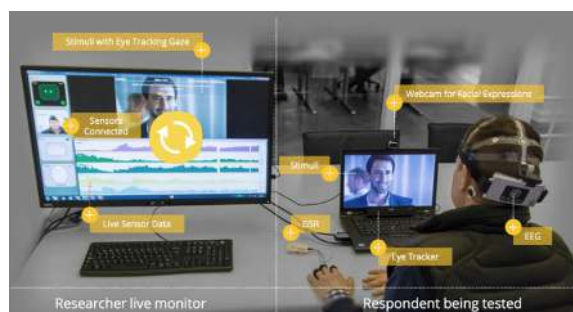 Stimuli with Eye Tracking Gaze
Webcam for Facial Expressions
Sensors
Connected
Stimuli
Live Sensor Data
GSR
EEG
Eye Tracker
Researcher live monitor
Respondent being tested